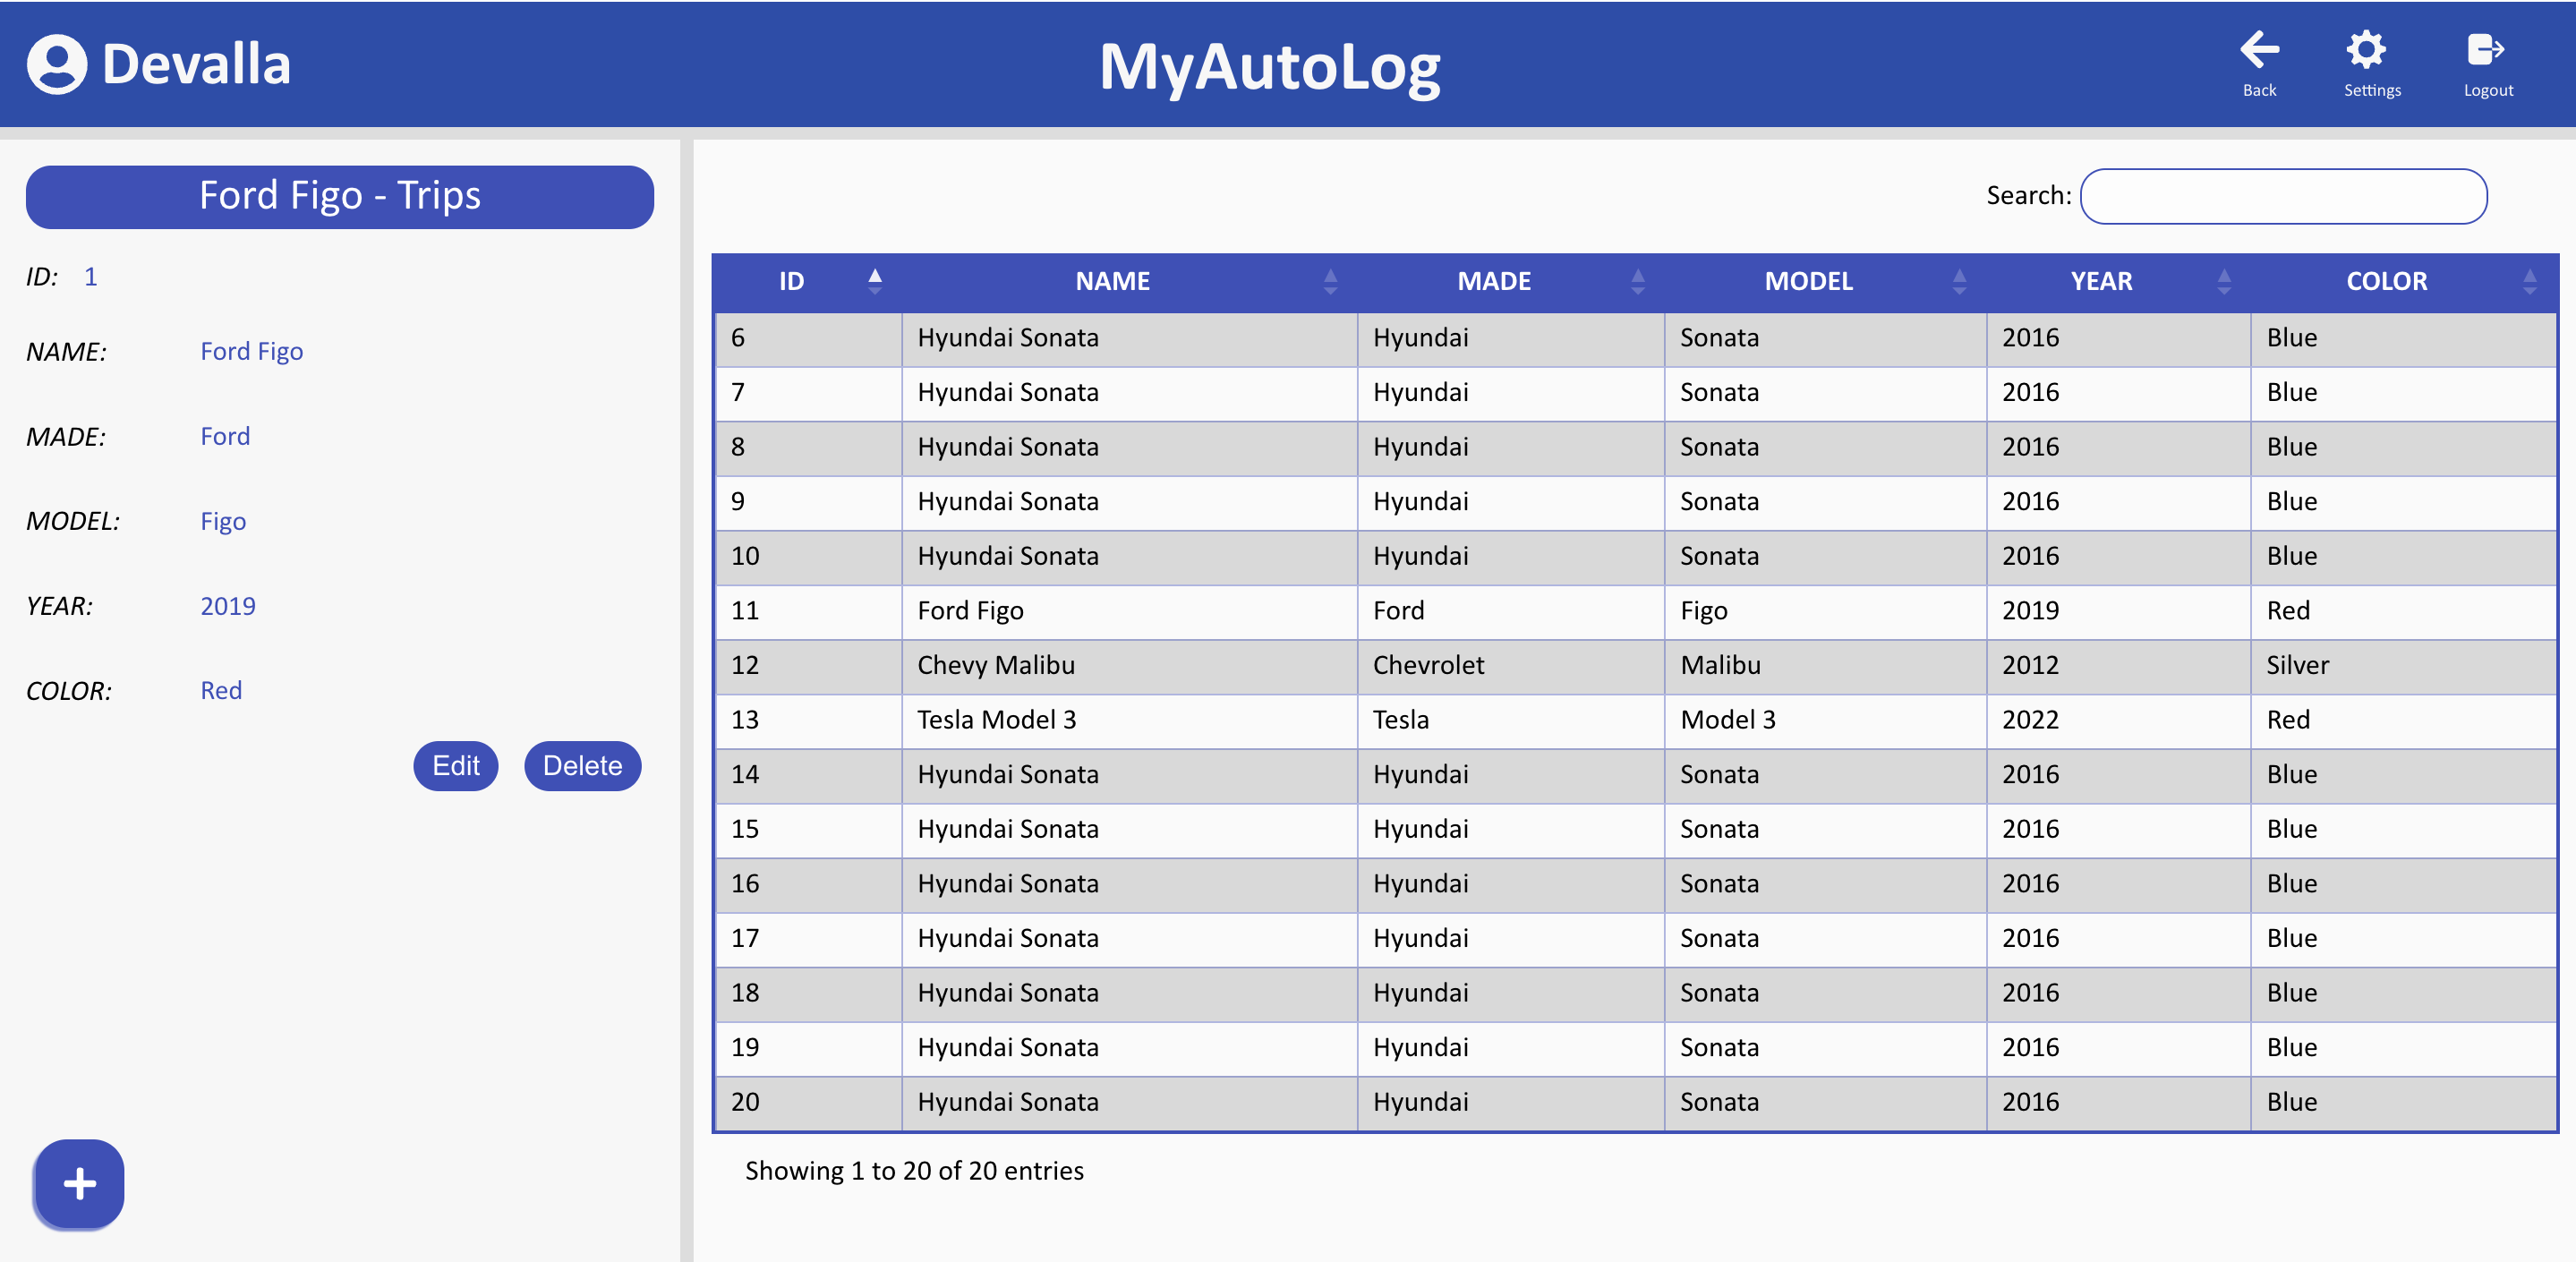 Devalla
MyAutoLog
Back Settings Logout
Ford Figo - Trips
ID: 1
NAME: Ford Figo
MADE: Ford
MODEL: Figo
YEAR: 2019
COLOR: Red
Edit Delete
+
Search:
ID NAME MADE MODEL YEAR COLOR
6 Hyundai Sonata Hyundai Sonata 2016 Blue
7 Hyundai Sonata Hyundai Sonata 2016 Blue
8 Hyundai Sonata Hyundai Sonata 2016 Blue
9 Hyundai Sonata Hyundai Sonata 2016 Blue
10 Hyundai Sonata Hyundai Sonata 2016 Blue
11 Ford Figo Ford Figo 2019 Red
12 Chevy Malibu Chevrolet Malibu 2012 Silver
13 Tesla Model 3 Tesla Model 3 2022 Red
14 Hyundai Sonata Hyundai Sonata 2016 Blue
15 Hyundai Sonata Hyundai Sonata 2016 Blue
16 Hyundai Sonata Hyundai Sonata 2016 Blue
17 Hyundai Sonata Hyundai Sonata 2016 Blue
18 Hyundai Sonata Hyundai Sonata 2016 Blue
19 Hyundai Sonata Hyundai Sonata 2016 Blue
20 Hyundai Sonata Hyundai Sonata 2016 Blue
Showing 1 to 20 of 20 entries